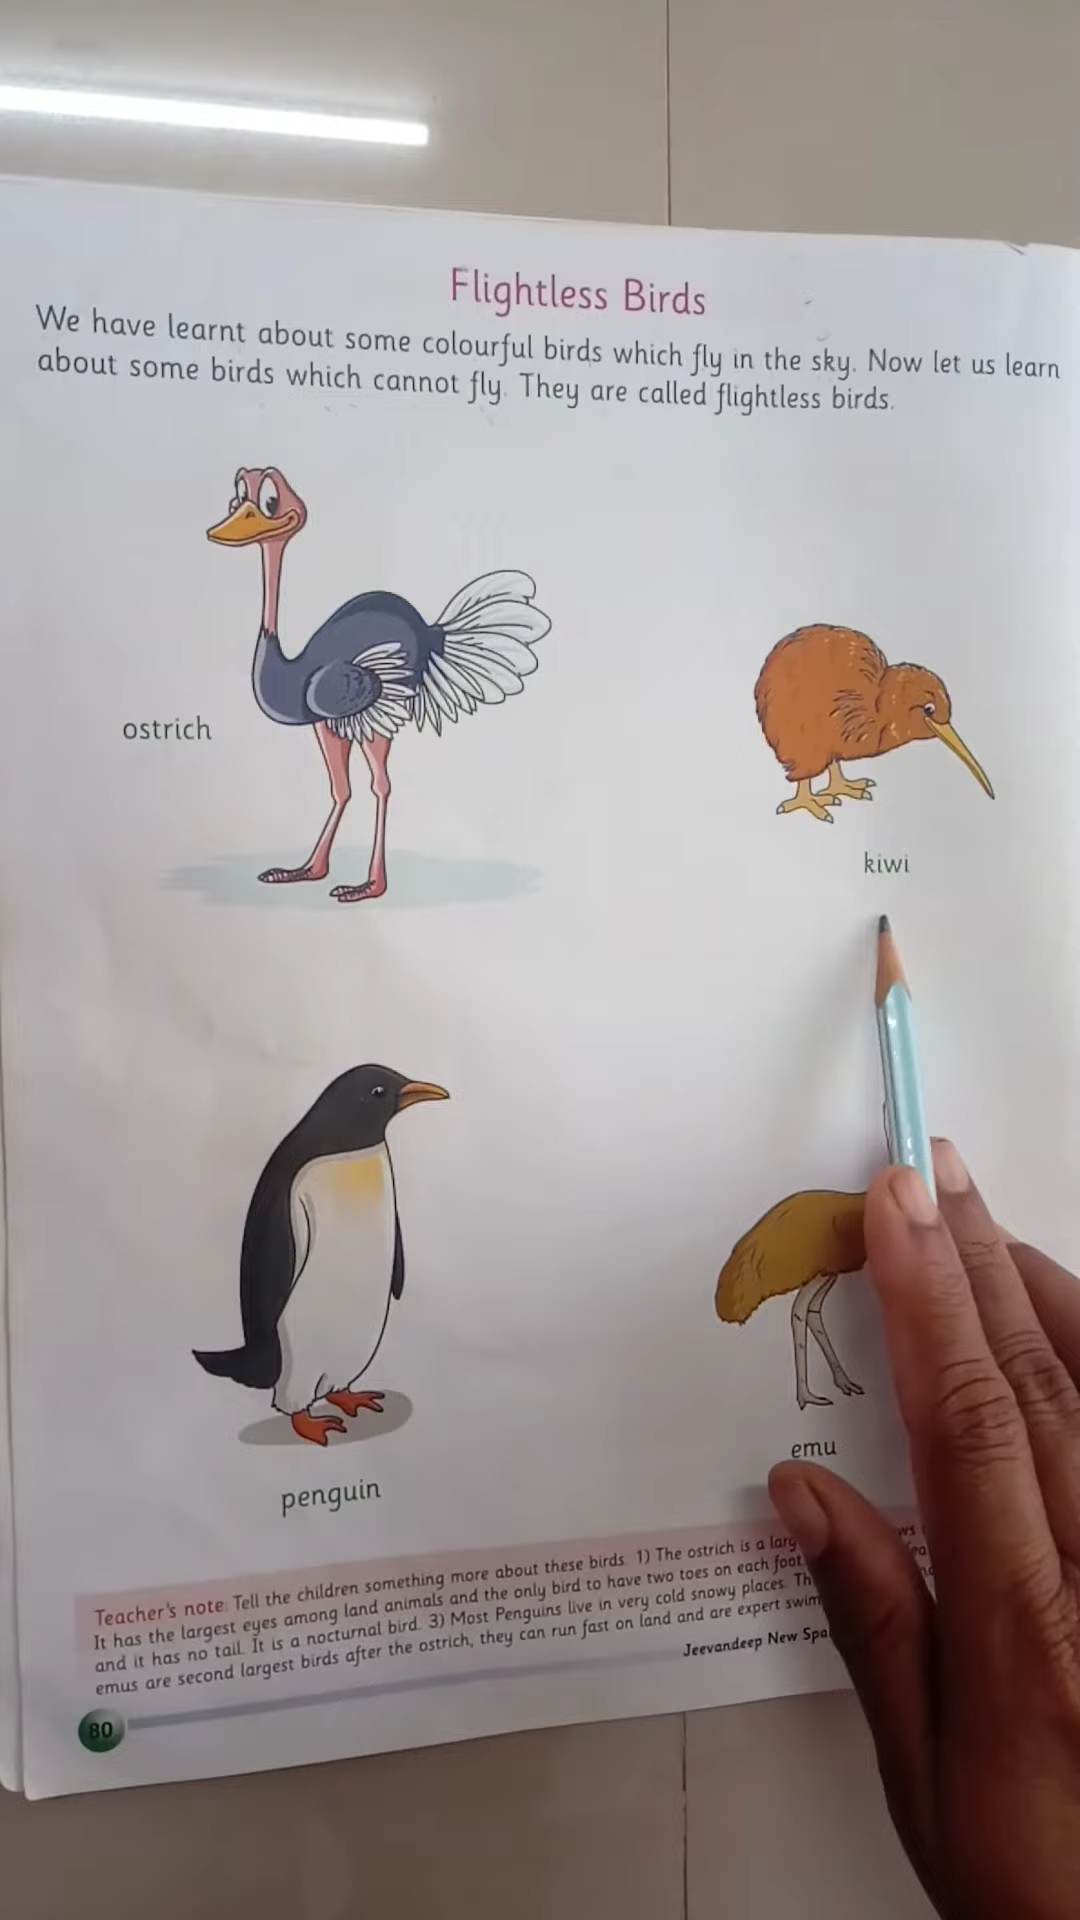 Flightless Birds
We have learnt about some colourful birds which fly in the sky. Now let us learn
about some birds which cannot fly. They are called flightless birds.
ostrich
kiwi
penguin
emu
Teacher's note: Tell the children something more about these birds. 1) The ostrich is a
It has the largest eyes among land animals and the only bird to have two toes on each foot
and it has no tail. It is a nocturnal bird. 3) Most Penguins live in very cold snowy places.
emus are second largest birds after the ostrich, they can run fast on land and are expert
Jeevandeep New
80